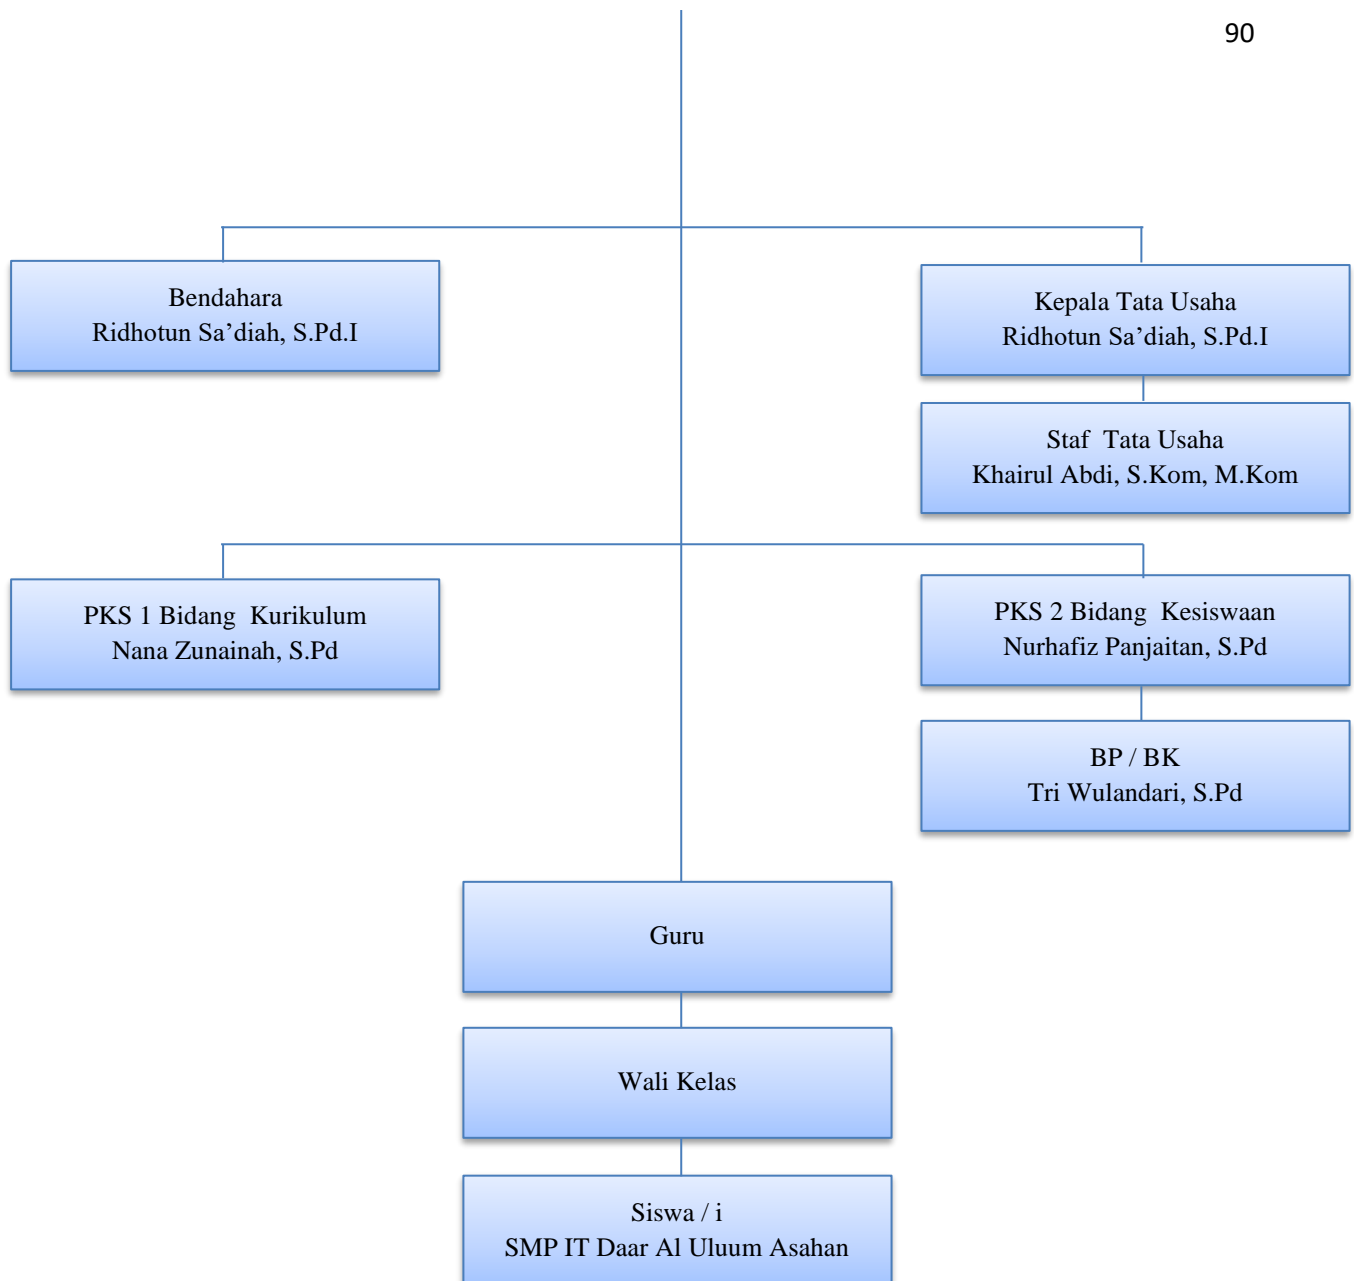 90
Bendahara
Ridhotun Sa’diah, S.Pd.I
Kepala Tata Usaha
Ridhotun Sa’diah, S.Pd.I
Staf  Tata Usaha
Khairul Abdi, S.Kom, M.Kom
PKS 1 Bidang  Kurikulum
Nana Zunainah, S.Pd
PKS 2 Bidang  Kesiswaan
Nurhafiz Panjaitan, S.Pd
BP / BK
Tri Wulandari, S.Pd
Guru
Wali Kelas
Siswa / i
SMP IT Daar Al Uluum Asahan